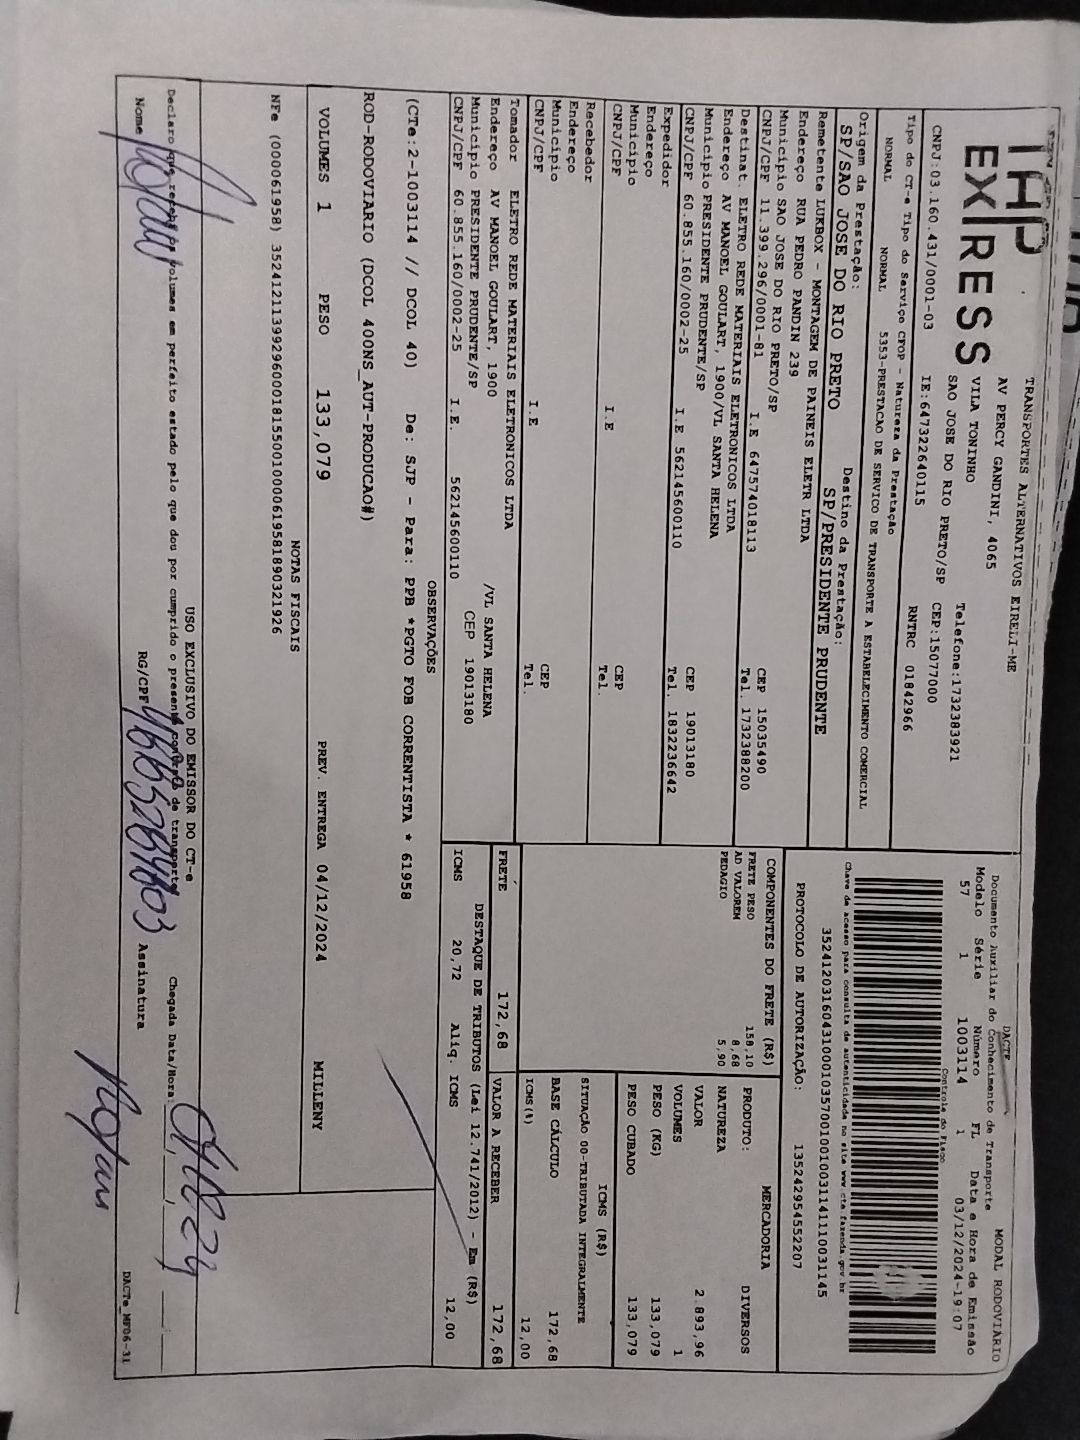 THP
EXPRESS
TRANSPORTES ALTERNATIVOS EIRELI-ME
AV PERCY GANDINI, 4065
VILA TONINHO
SAO JOSE DO RIO PRETO/SP
Telefone:1732383921
CEP:15077000
CNPJ:03.160.431/0001-03 IE:647322640115 RNTRC 01842966
Tipo do CT-e Tipo do Serviço CFOP - Natureza da Prestação
NORMAL NORMAL 5353-PRESTACAO DE SERVICO DE TRANSPORTE A ESTABELECIMENTO COMERCIAL
Origem da Prestação: Destino da Prestação:
SP/SAO JOSE DO RIO PRETO SP/PRESIDENTE PRUDENTE
Remetente LUKBOX - MONTAGEM DE PAINEIS ELETR LTDA
Endereço RUA PEDRO PANDIN 239
Município SAO JOSE DO RIO PRETO/SP CEP 15035490
CNPJ/CPF 11.399.296/0001-81 I.E 647574018113 Tel. 1732388200
Destinat. ELETRO REDE MATERIAIS ELETRONICOS LTDA
Endereço AV MANOEL GOULART, 1900/VL SANTA HELENA
Município PRESIDENTE PRUDENTE/SP CEP 19013180
CNPJ/CPF 60.855.160/0002-25 I.E 562145600110 Tel. 1832236642
Expedidor
Endereço
Município CEP
CNPJ/CPF I.E Tel.
Recebedor
Endereço
Município CEP
CNPJ/CPF I.E Tel.
Tomador ELETRO REDE MATERIAIS ELETRONICOS LTDA
Endereço AV MANOEL GOULART, 1900 /VL SANTA HELENA
Município PRESIDENTE PRUDENTE/SP CEP 19013180
CNPJ/CPF 60.855.160/0002-25 I.E. 562145600110
DACTE MODAL RODOVIÁRIO
Documento Auxiliar do Conhecimento de Transporte
Modelo Série Número FL Data e Hora de Emissão
57 1 1003114 1 03/12/2024-19:07
Controle do Fisco
Chave de acesso para consulta de autenticidade no site www.cte.fazenda.gov.br
35241203160431000103570010010031141110031145
PROTOCOLO DE AUTORIZAÇÃO: 135242954552207
COMPONENTES DO FRETE (R$)
FRETE PESO 158,10
AD VALOREM 8,68
PEDAGIO 5,90
MERCADORIA
PRODUTO: DIVERSOS
NATUREZA
VALOR 2.893,96
VOLUMES 1
PESO (KG) 133,079
PESO CUBADO 133,079
ICMS (R$)
SITUAÇÃO 00-TRIBUTADA INTEGRALMENTE
BASE CÁLCULO 172,68
ICMS(%) 12,00
FRETE 172,68 VALOR A RECEBER 172,68
DESTAQUE DE TRIBUTOS (Lei 12.741/2012) - Em (R$)
ICMS 20,72 Aliq. ICMS 12,00
OBSERVAÇÕES
(CTe:2-1003114 // DCOL 40) De: SJP - Para: PPB *PGTO FOB CORRENTISTA * 61958
ROD-RODOVIARIO (DCOL 400NS_AUT-PRODUCAO#)
VOLUMES 1 PESO 133,079 PREV. ENTREGA 04/12/2024 MILLENY
NOTAS FISCAIS
NFe (000061958) 35241211399296000181550010000619581890321926
USO EXCLUSIVO DO EMISSOR DO CT-e
Declaro que recebi os volumes em perfeito estado pelo que dou por cumprido o presente contrato de transporte Chegada Data/Hora:
Nome RG/CPF Assinatura
DACTe_MF06-31